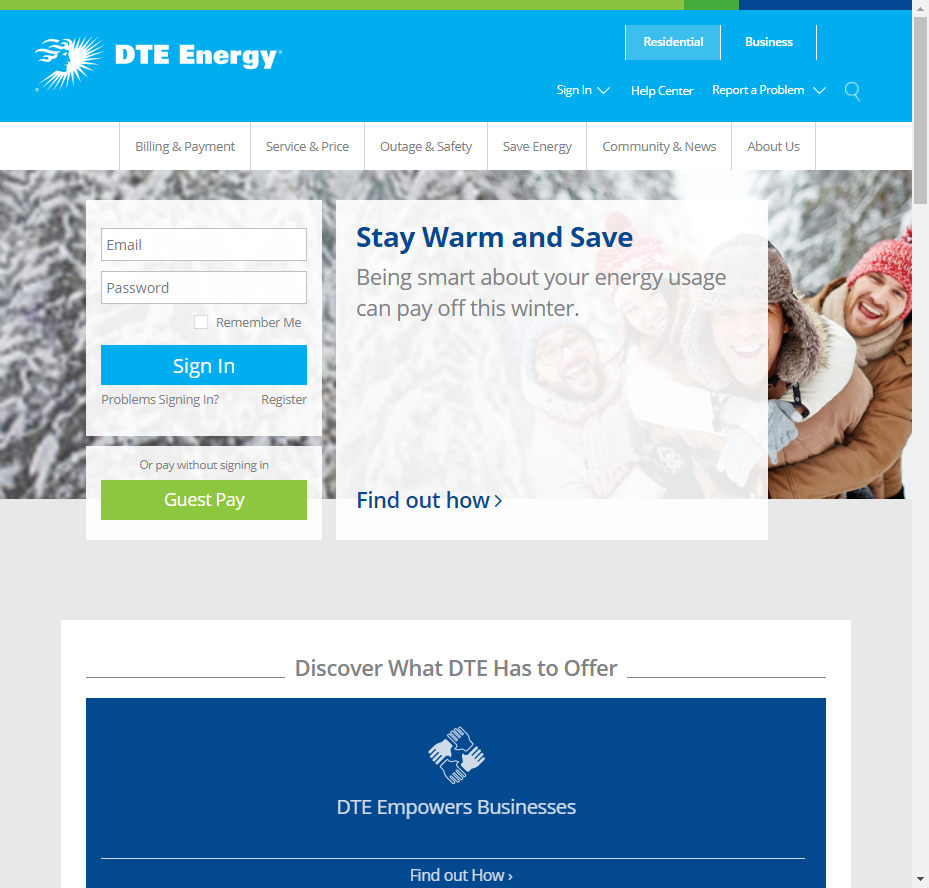 DTE Energy®
Residential
Business
Sign In
Help Center
Report a Problem
Billing & Payment
Service & Price
Outage & Safety
Save Energy
Community & News
About Us
Email
Password
Remember Me
Sign In
Problems Signing In?
Register
Or pay without signing in
Guest Pay
Stay Warm and Save
Being smart about your energy usage
can pay off this winter.
Find out how ›
Discover What DTE Has to Offer
DTE Empowers Businesses
Find out How ›